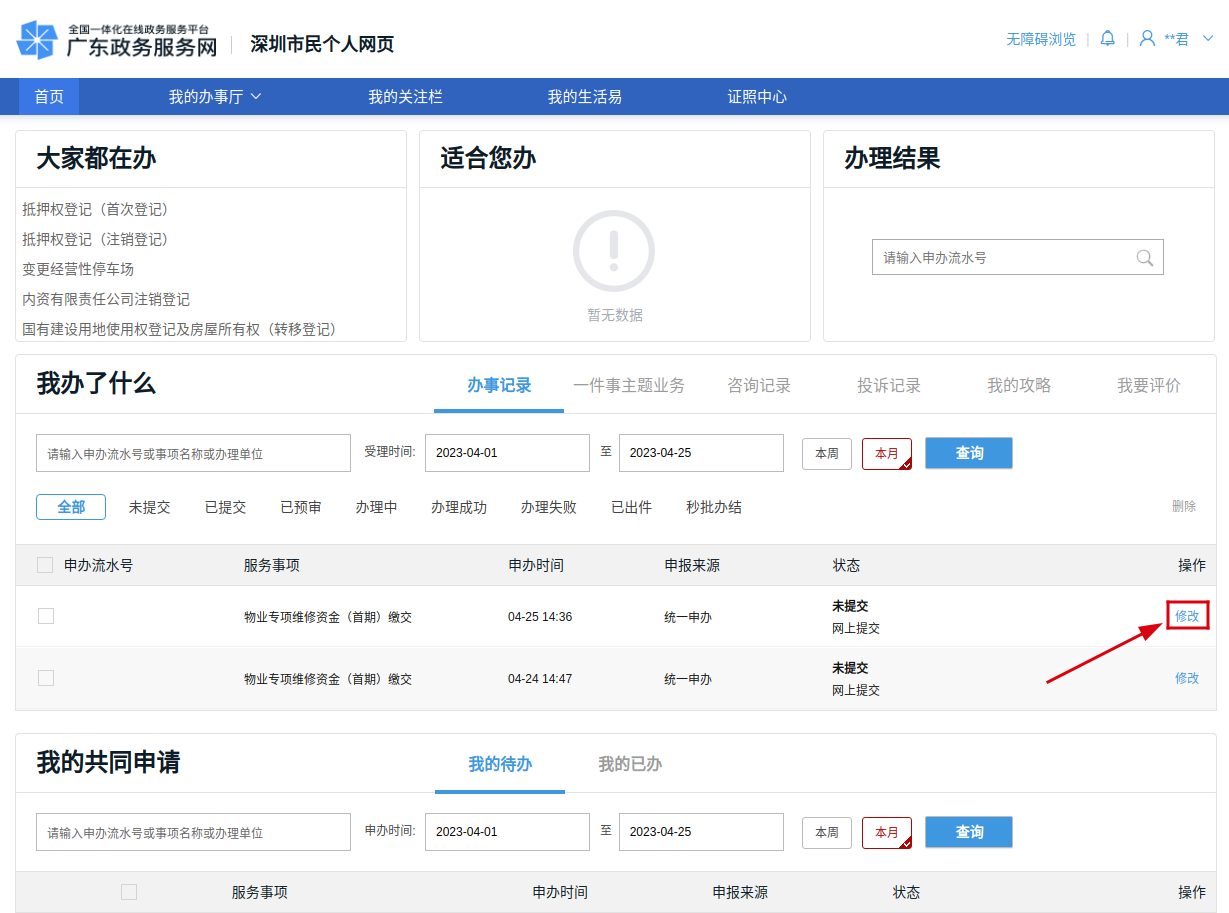 全国一体化在线政务服务平台
广东政务服务网
深圳市民个人网页
无障碍浏览
**君
首页 我的办事厅 我的关注栏 我的生活易 证照中心
大家都在办
抵押权登记（首次登记）
抵押权登记（注销登记）
变更经营性停车场
内资有限责任公司注销登记
国有建设用地使用权登记及房屋所有权（转移登记）
适合您办
暂无数据
办理结果
请输入申办流水号
我办了什么
办事记录 一件事主题业务 咨询记录 投诉记录 我的攻略 我要评价
请输入申办流水号或事项名称或办理单位 受理时间: 2023-04-01 至 2023-04-25 本周 本月 查询
全部 未提交 已提交 已预审 办理中 办理成功 办理失败 已出件 秒批办结 删除
申办流水号 服务事项 申办时间 申报来源 状态 操作
物业专项维修资金（首期）缴交 04-25 14:36 统一申办 未提交 修改
网上提交
物业专项维修资金（首期）缴交 04-24 14:47 统一申办 未提交 修改
网上提交
我的共同申请
我的待办 我的已办
请输入申办流水号或事项名称或办理单位 申办时间: 2023-04-01 至 2023-04-25 本周 本月 查询
服务事项 申办时间 申报来源 状态 操作